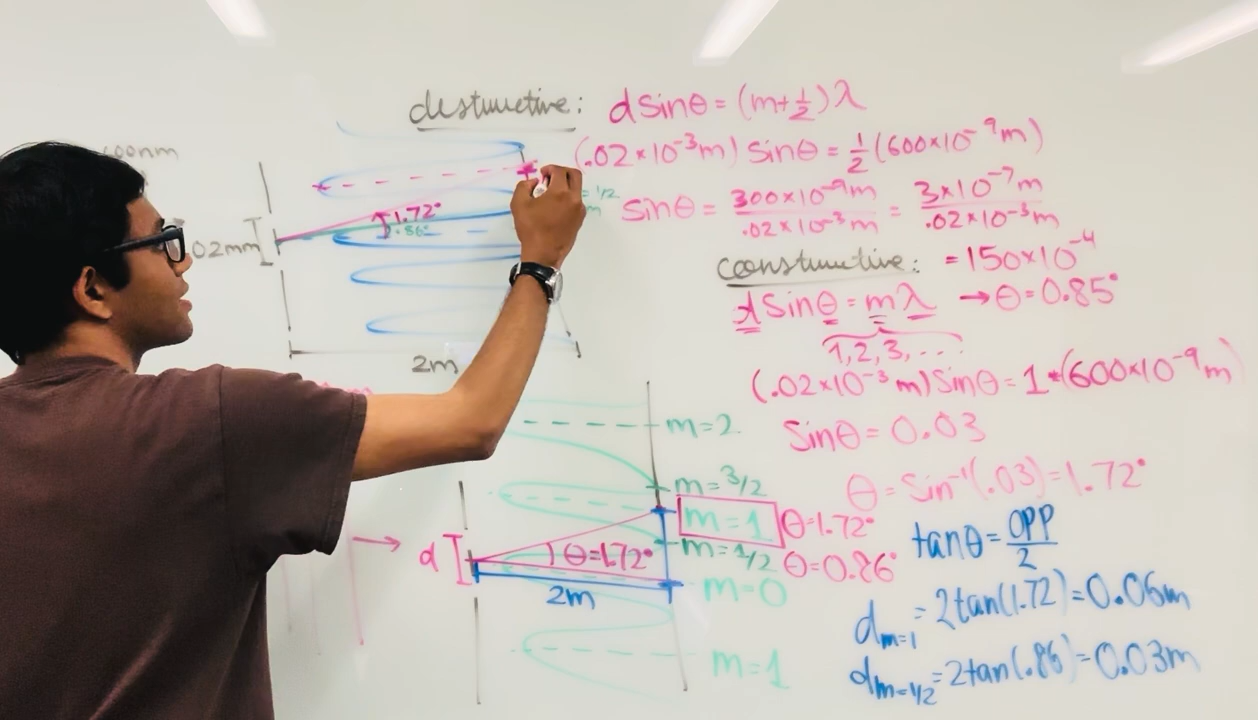 destructive: dsinθ=(m+½)λ
(.02×10⁻³m) sinθ = ½(600×10⁻⁹m)
sinθ = 300×10⁻⁹m/.02×10⁻³m = 3×10⁻⁷m/.02×10⁻³m
=150×10⁻⁴
constructive:
dsinθ=mλ → θ=0.85°
1,2,3,...
(.02×10⁻³m)sinθ=1•(600×10⁻⁹m)
sinθ=0.03
θ=sin⁻¹(.03)=1.72°
600nm
1.72°
.86°
.02mm
2m
m=2
m=3/2
m=1 θ=1.72°
m=1/2 θ=0.86°
m=0
m=1
d
θ=1.72°
2m
tanθ=OPP/2
dₘ₌₁=2tan(1.72)=0.06m
dₘ₌₁/₂=2tan(.86)=0.03m